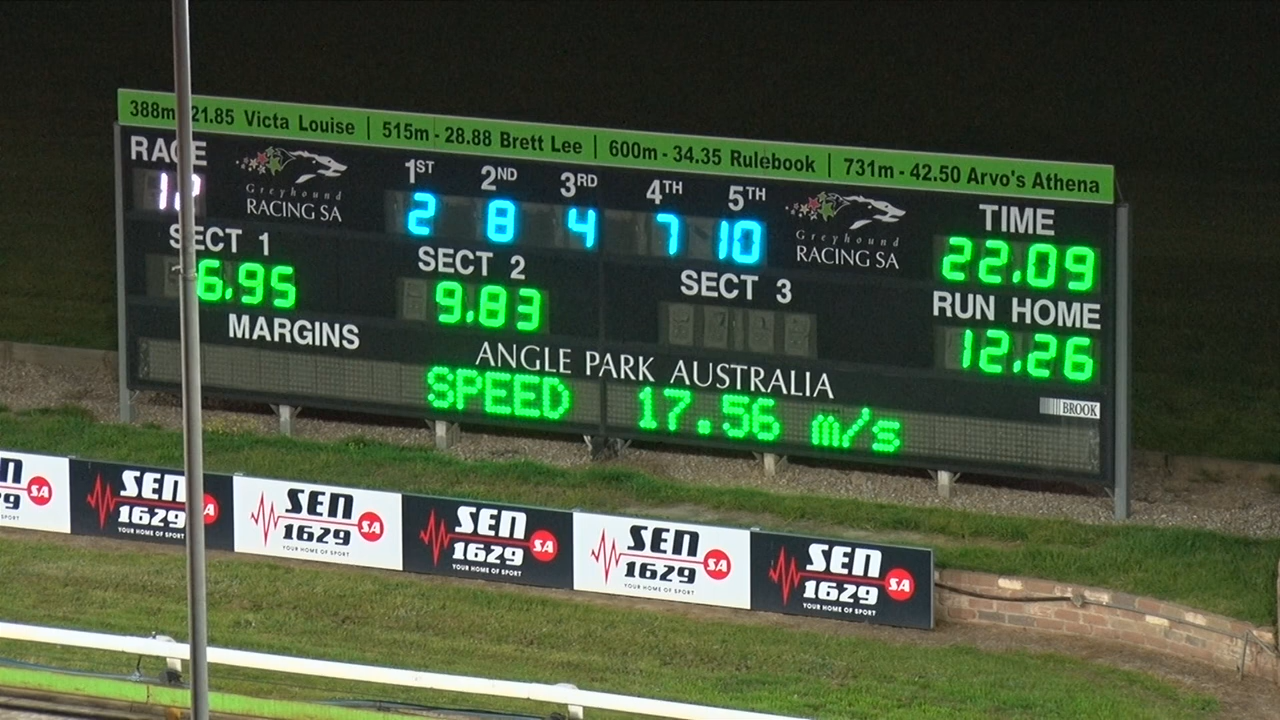 388m 21.85 Victa Louise | 515m - 28.88 Brett Lee | 600m - 34.35 Rulebook | 731m - 42.50 Arvo's Athena
RACE
Greyhound
RACING SA
1ST 2ND 3RD 4TH 5TH
2 8 4 7 10
Greyhound
RACING SA
TIME
22.09
SECT 1
6.95
SECT 2
9.83
SECT 3
RUN HOME
12.26
MARGINS
ANGLE PARK AUSTRALIA
BROOK
SPEED 17.56 m/s
SEN SA
1629
YOUR HOME OF SPORT
SEN SA
1629
YOUR HOME OF SPORT
SEN SA
1629
YOUR HOME OF SPORT
SEN SA
1629
YOUR HOME OF SPORT
SEN SA
1629
YOUR HOME OF SPORT